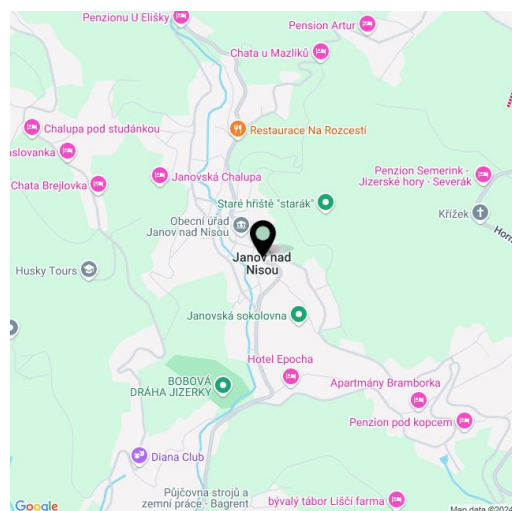 Penzionu U Elišky
Pension Artur
Chata u Mazliků
Chalupa pod studánkou
Restaurace Na Rozcestí
aslovanka
Janovská Chalupa
Chata Brejlovka
Penzion Semerink -
Jizerské hory - Severák
Staré hřiště "starák"
Křížek
Obecní úřad
Janov nad Nisou
Horn
Janov nad
Nisou
Husky Tours
Janovská sokolovna
Hotel Epocha
BOBOVÁ
DRÁHA JIZERKY
Apartmány Bramborka
Penzion pod kopcem
Diana Club
Půjčovna strojů a
zemní práce - Bagrent
bývalý tábor Liščí farma
Google
Map data ©2024